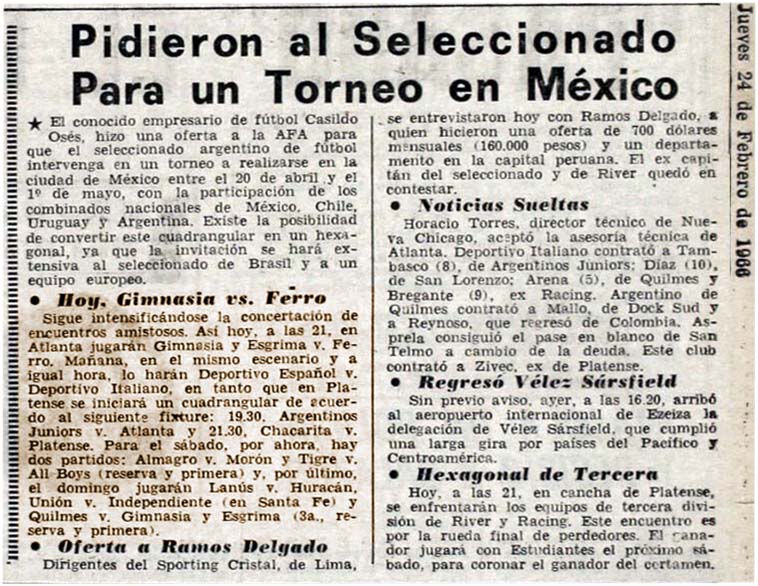 Pidieron al Seleccionado
Para un Torneo en México
★ El conocido empresario de fútbol Casildo
Osés, hizo una oferta a la AFA para
que el seleccionado argentino de fútbol
intervenga en un torneo a realizarse en la
ciudad de México entre el 20 de abril y el
1º de mayo, con la participación de los
combinados nacionales de México, Chile,
Uruguay y Argentina. Existe la posibilidad
de convertir este cuadrangular en un hexa-
gonal, ya que la invitación se hará ex-
tensiva al seleccionado de Brasil y a un
equipo europeo.
● Hoy, Gimnasia vs. Ferro
Sigue intensificándose la concertación de
encuentros amistosos. Así hoy, a las 21, en
Atlanta jugarán Gimnasia y Esgrima v. Fe-
rro. Mañana, en el mismo escenario y a
igual hora, lo harán Deportivo Español v.
Deportivo Italiano, en tanto que en Pla-
tense se iniciará un cuadrangular de acuer-
do al siguiente fixture: 19.30, Argentinos
Juniors v. Atlanta y 21.30, Chacarita v.
Platense. Para el sábado, por ahora, hay
dos partidos: Almagro v. Morón y Tigre v.
All Boys (reserva y primera) y, por último,
el domingo jugarán Lanús v. Huracán,
Unión v. Independiente (en Santa Fe) y
Quilmes v. Gimnasia y Esgrima (3a., re-
serva y primera).
● Oferta a Ramos Delgado
Dirigentes del Sporting Cristal, de Lima,
se entrevistaron hoy con Ramos Delgado, a
quien hicieron una oferta de 700 dólares
mensuales (160.000 pesos) y un departa-
mento en la capital peruana. El ex capi-
tán del seleccionado y de River quedó en
contestar.
● Noticias Sueltas
Horacio Torres, director técnico de Nue-
va Chicago, aceptó la asesoría técnica de
Atlanta. Deportivo Italiano contrató a Tam-
basco (8), de Argentinos Juniors; Díaz (10),
de San Lorenzo; Arena (5), de Quilmes y
Bregante (9), ex Racing. Argentino de
Quilmes contrató a Mallo, de Dock Sud y
a Reynoso, que regresó de Colombia. As-
prela consiguió el pase en blanco de San
Telmo a cambio de la deuda. Este club
contrató a Zivec, ex de Platense.
● Regresó Vélez Sársfield
Sin previo aviso, ayer, a las 16.20, arribó
al aeropuerto internacional de Ezeiza la
delegación de Vélez Sársfield, que cumplió
una larga gira por países del Pacífico y
Centroamérica.
● Hexagonal de Tercera
Hoy, a las 21, en cancha de Platense,
se enfrentarán los equipos de tercera divi-
sión de River y Racing. Este encuentro es
por la rueda final de perdedores. El gana-
dor jugará con Estudiantes el próximo sá-
bado, para coronar el ganador del certamen.
Jueves 24 de Febrero de 1966